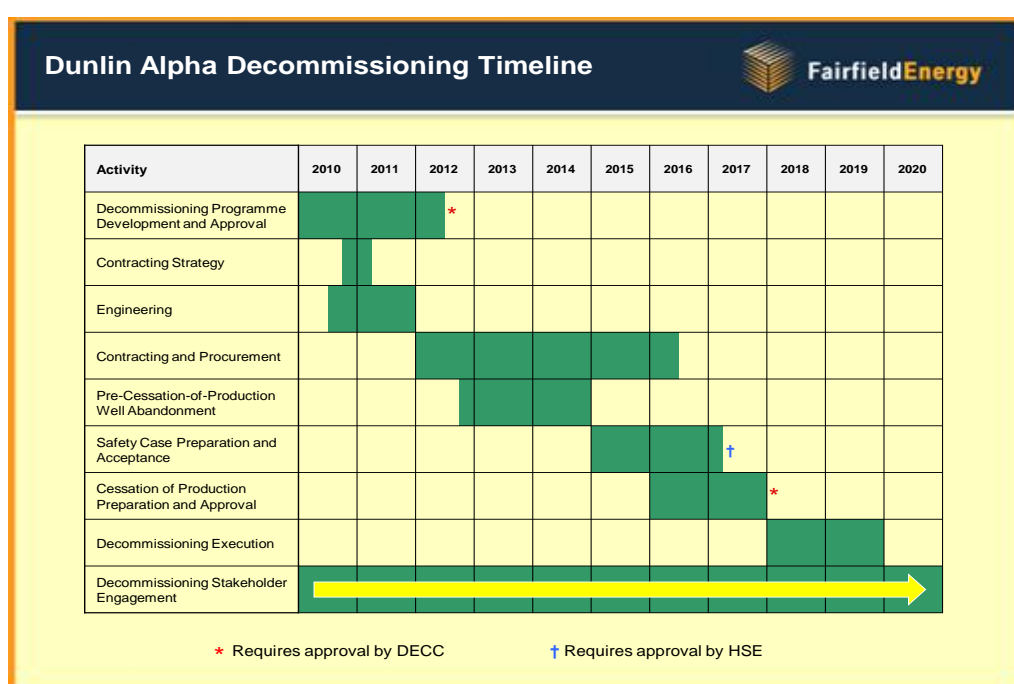 Dunlin Alpha Decommissioning Timeline
FairfieldEnergy
Activity 2010 2011 2012 2013 2014 2015 2016 2017 2018 2019 2020
Decommissioning Programme
Development and Approval
*
Contracting Strategy
Engineering
Contracting and Procurement
Pre-Cessation-of-Production
Well Abandonment
Safety Case Preparation and
Acceptance
†
Cessation of Production
Preparation and Approval
*
Decommissioning Execution
Decommissioning Stakeholder
Engagement
* Requires approval by DECC † Requires approval by HSE